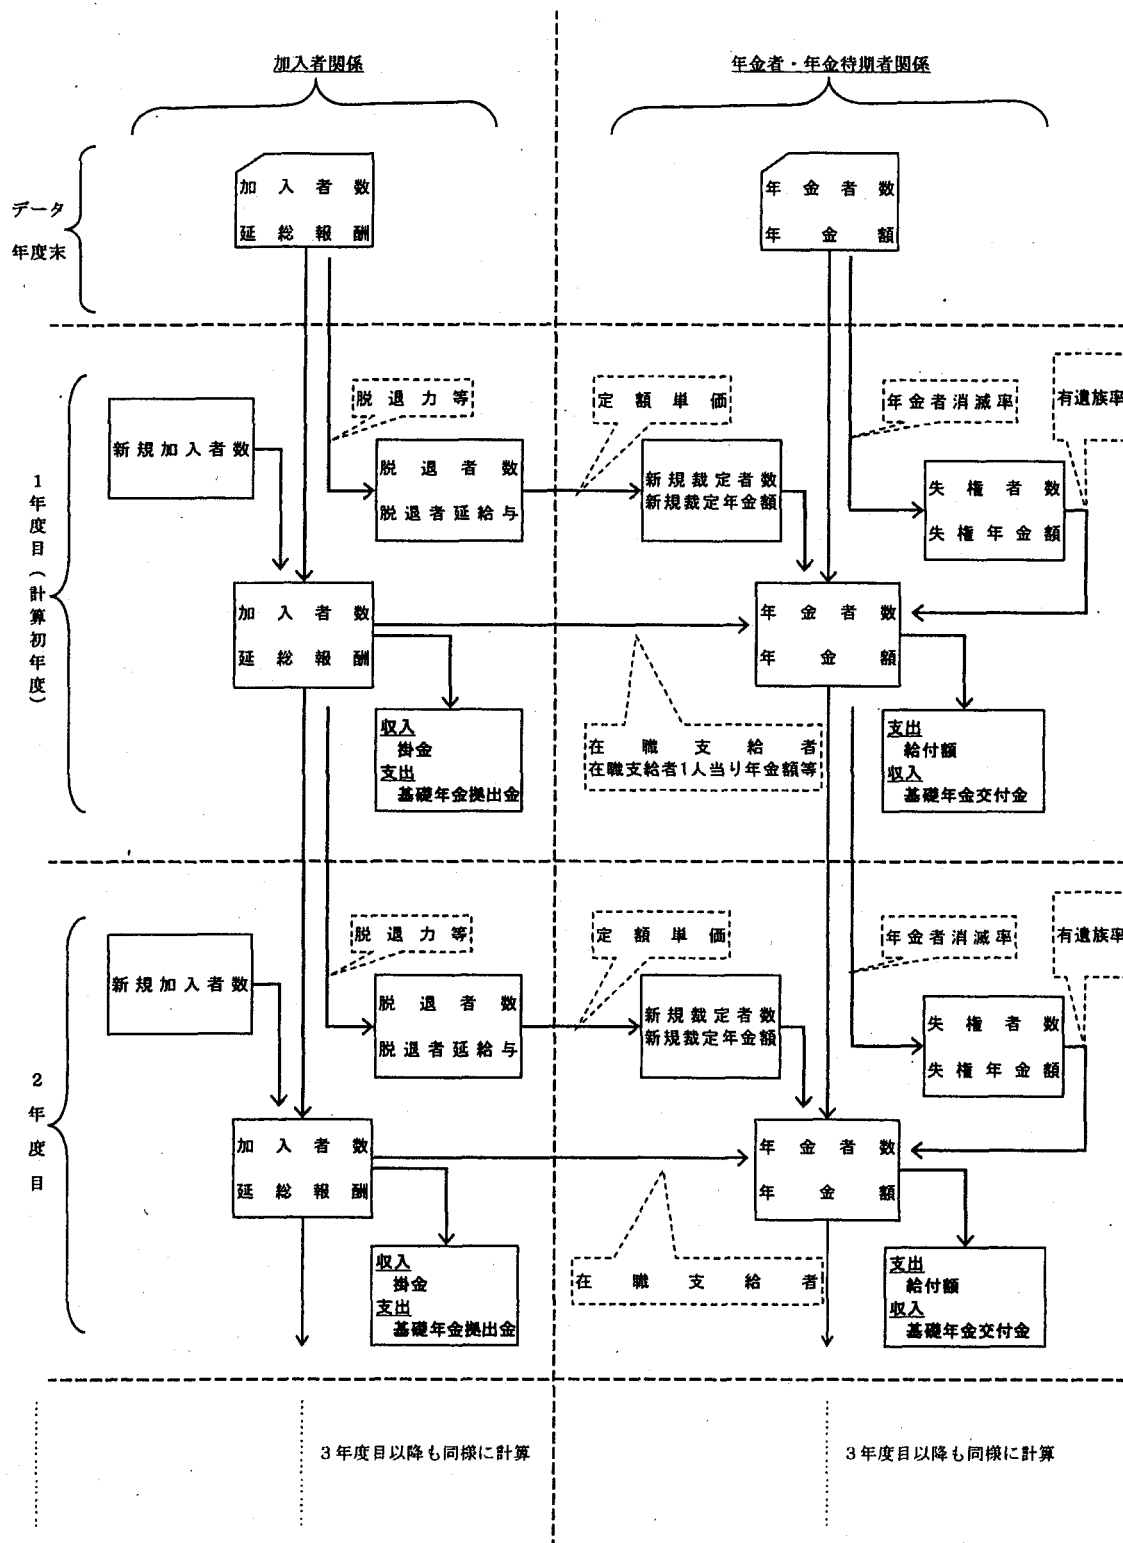 加入者関係
年金者・年金待期者関係
データ
年度末
加入者数
延総報酬
年金者数
年金額
1年度目(計算初年度)
新規加入者数
脱退力等
脱退者数
脱退者延給与
定額単価
新規裁定者数
新規裁定年金額
年金者消滅率
有遺族率
失権者数
失権年金額
加入者数
延総報酬
年金者数
年金額
収入
掛金
支出
基礎年金拠出金
在職支給者
在職支給者1人当り年金額等
支出
給付額
収入
基礎年金交付金
2年度目
新規加入者数
脱退力等
脱退者数
脱退者延給与
定額単価
新規裁定者数
新規裁定年金額
年金者消滅率
有遺族率
失権者数
失権年金額
加入者数
延総報酬
年金者数
年金額
収入
掛金
支出
基礎年金拠出金
在職支給者
支出
給付額
収入
基礎年金交付金
3年度目以降も同様に計算
3年度目以降も同様に計算